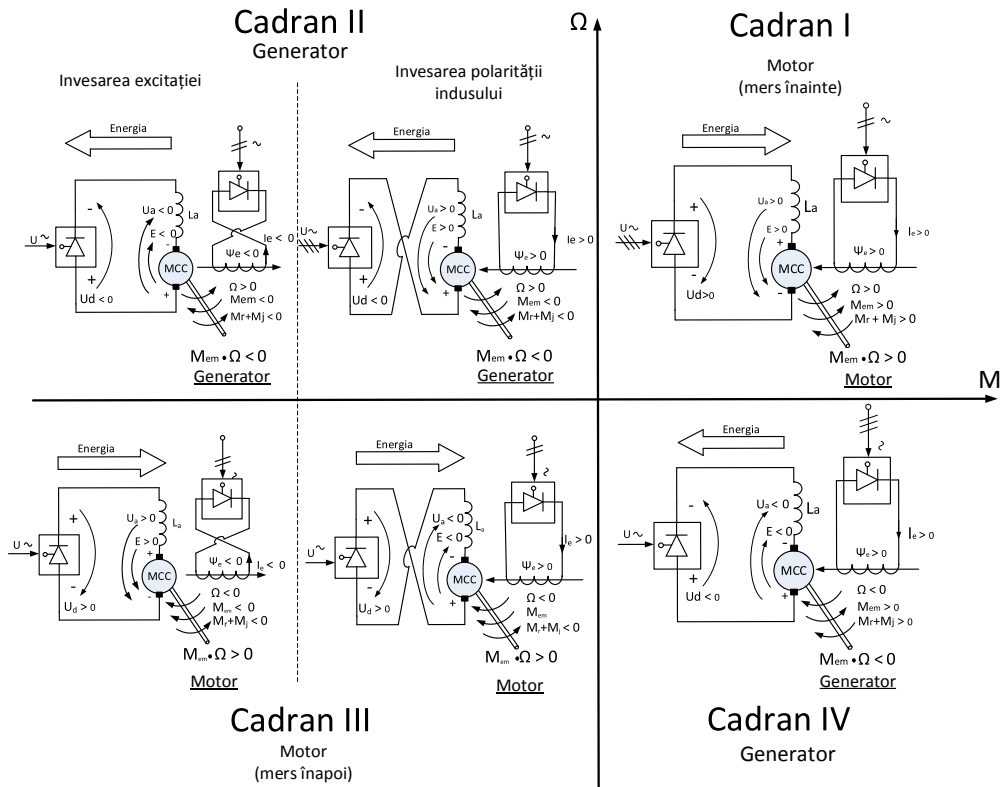 Cadran II
Generator
Invesarea excitației
Invesarea polarității
indusului
Energia
~
U ~
-
+
Ud < 0
Ua < 0
E < 0
La
-
MCC
+
Ie < 0
Ψe < 0
Ω > 0
Mem < 0
Mr+Mj < 0
Mem • Ω < 0
Generator
Energia
~
U ~
-
+
Ud < 0
Ua > 0
E > 0
La
-
MCC
+
Ie > 0
Ψe > 0
Ω > 0
Mem < 0
Mr+Mj < 0
Mem • Ω < 0
Generator
Ω
Cadran I
Motor
(mers înainte)
Energia
~
U ~
+
-
Ud>0
Ua > 0
E > 0
La
+
MCC
-
Ie > 0
Ψe > 0
Ω > 0
Mem > 0
Mr + Mj > 0
Mem • Ω > 0
Motor
M
Energia
~
U ~
+
-
Ud > 0
Ua > 0
E > 0
La
+
MCC
-
Ie < 0
Ψe < 0
Ω < 0
Mem < 0
Mr+Mj < 0
Mem • Ω > 0
Motor
Energia
~
U ~
+
-
Ud > 0
Ua < 0
E < 0
La
-
MCC
+
Ie > 0
Ψe > 0
Ω < 0
Mem
Mr+Mj < 0
Mem • Ω > 0
Motor
Cadran III
Motor
(mers înapoi)
Energia
~
U ~
-
+
Ud < 0
Ua < 0
E < 0
La
-
MCC
+
Ie > 0
Ψe > 0
Ω < 0
Mem > 0
Mr+Mj > 0
Mem • Ω < 0
Generator
Cadran IV
Generator